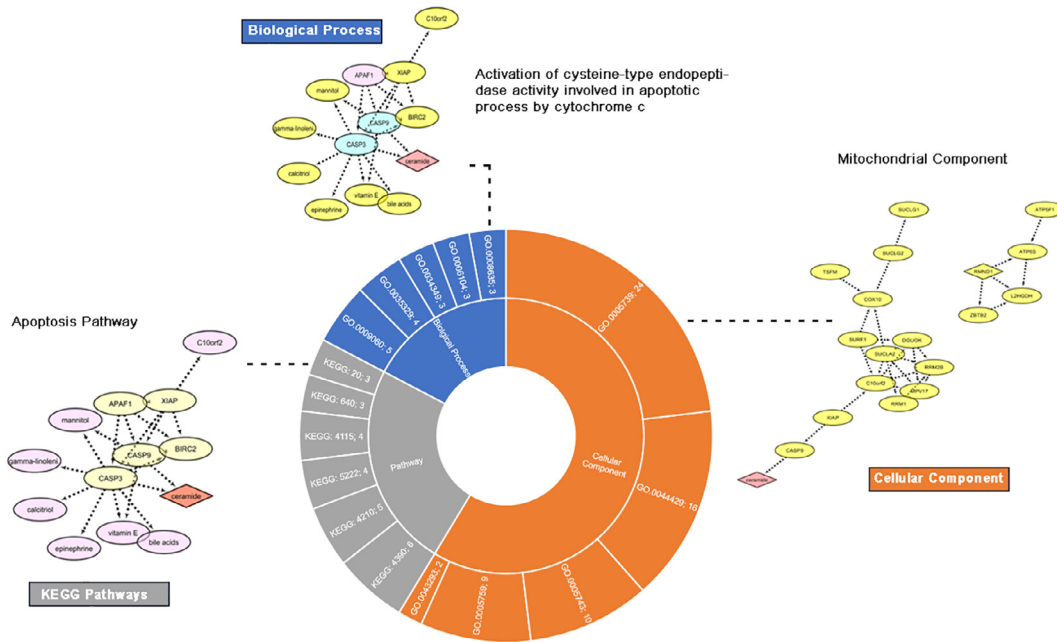 Biological Process
C10orf2
XIAP
APAF1
mannitol
BIRC2
CASP9
gamma-linoleni
CASP3
ceramide
calcitriol
vitamin E
epinephrine
bile acids
Activation of cysteine-type endopepti-
dase activity involved in apoptotic
process by cytochrome c
Mitochondrial Component
SUCLG1
SUCLG2
TSFM
COX10
SURF1
DGUOK
SUCLA2
RRM2B
C10orf2
MPV17
RRM1
XIAP
CASP9
ceramide
ATP5F1
ATP5S
RMND1
L2HGDH
ZBTB2
Cellular Component
Apoptosis Pathway
C10orf2
APAF1
XIAP
mannitol
BIRC2
CASP9
gamma-linoleni
CASP3
ceramide
calcitriol
vitamin E
epinephrine
bile acids
KEGG Pathways
GO.0008635; 3
GO.0006104; 3
GO.0034349; 3
GO.0035329; 4
GO.0009060; 5
Biolgical Process
KEGG: 20; 3
KEGG: 640; 3
KEGG: 4115; 4
KEGG: 5222; 4
KEGG: 4210; 5
KEGG: 4390; 6
Pathway
GO.0005739; 24
GO.0044429; 16
GO.0005743; 10
GO.0005759; 9
GO.0043293; 2
Cellular
Component